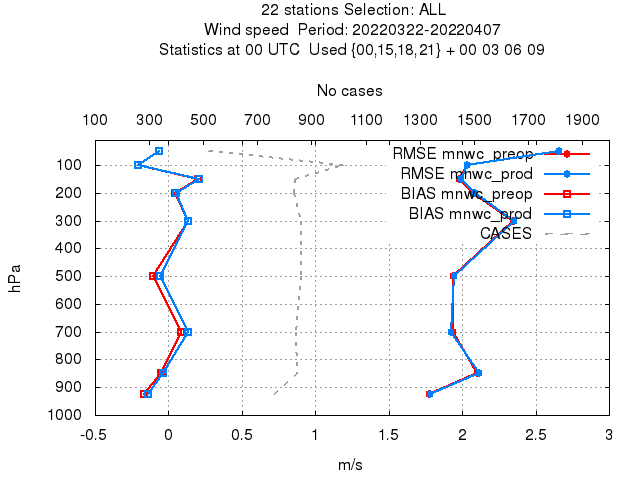 22 stations Selection: ALL
Wind speed  Period: 20220322-20220407
Statistics at 00 UTC  Used {00,15,18,21} + 00 03 06 09
No cases
100 300 500 700 900 1100 1300 1500 1700 1900
RMSE mnwc_preop
RMSE mnwc_prod
BIAS mnwc_preop
BIAS mnwc_prod
CASES
hPa
100
200
300
400
500
600
700
800
900
1000
-0.5 0 0.5 1 1.5 2 2.5 3
m/s